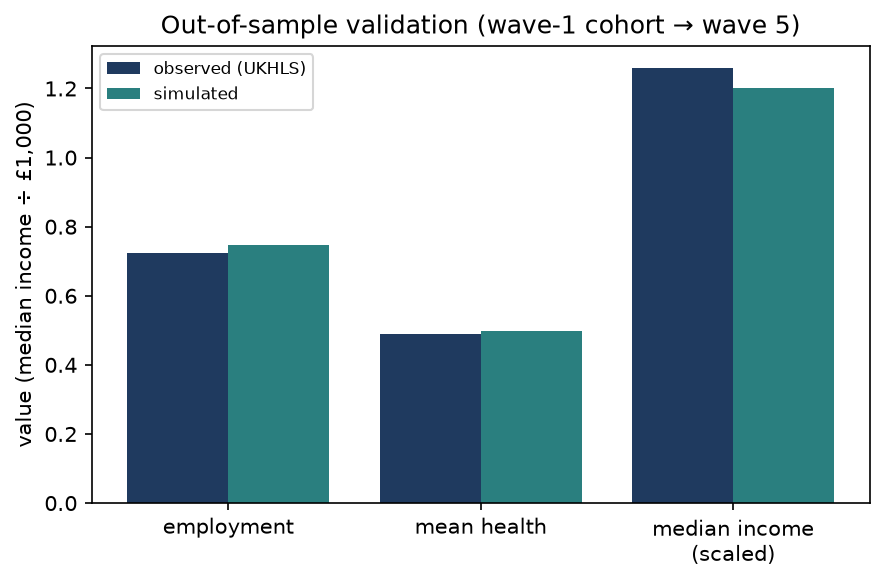 Out-of-sample validation (wave-1 cohort → wave 5)
observed (UKHLS)
simulated
value (median income ÷ £1,000)
1.2
1.0
0.8
0.6
0.4
0.2
0.0
employment
mean health
median income
(scaled)